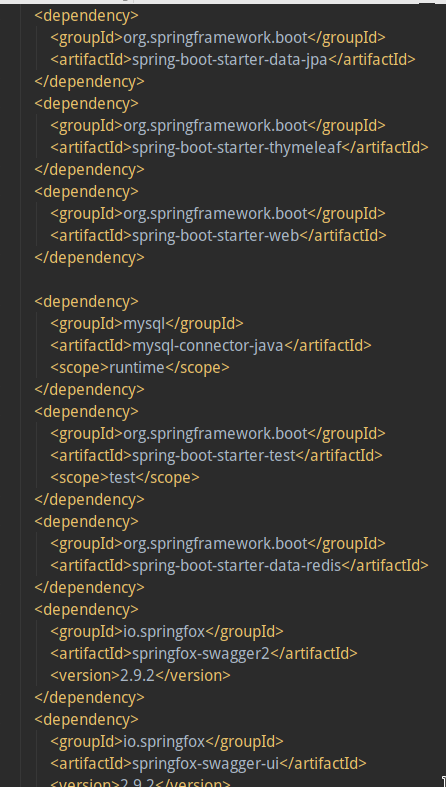 <dependency>
<groupId>org.springframework.boot</groupId>
<artifactId>spring-boot-starter-data-jpa</artifactId>
</dependency>
<dependency>
<groupId>org.springframework.boot</groupId>
<artifactId>spring-boot-starter-thymeleaf</artifactId>
</dependency>
<dependency>
<groupId>org.springframework.boot</groupId>
<artifactId>spring-boot-starter-web</artifactId>
</dependency>
<dependency>
<groupId>mysql</groupId>
<artifactId>mysql-connector-java</artifactId>
<scope>runtime</scope>
</dependency>
<dependency>
<groupId>org.springframework.boot</groupId>
<artifactId>spring-boot-starter-test</artifactId>
<scope>test</scope>
</dependency>
<dependency>
<groupId>org.springframework.boot</groupId>
<artifactId>spring-boot-starter-data-redis</artifactId>
</dependency>
<dependency>
<groupId>io.springfox</groupId>
<artifactId>springfox-swagger2</artifactId>
<version>2.9.2</version>
</dependency>
<dependency>
<groupId>io.springfox</groupId>
<artifactId>springfox-swagger-ui</artifactId>
<version>2.9.2</version>